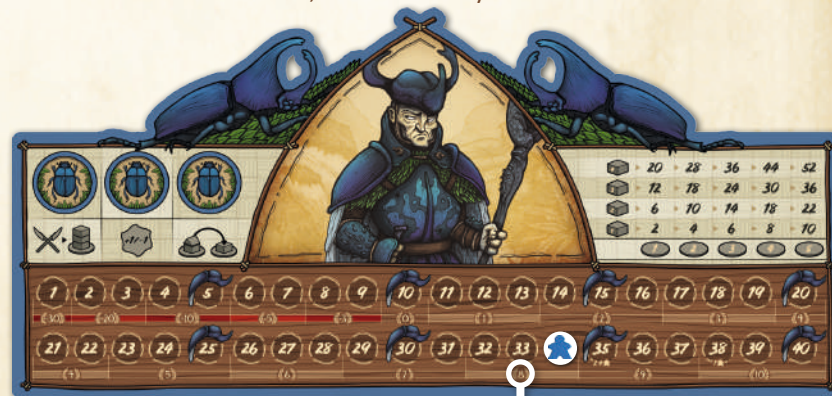 20 28 36 44 52
12 18 24 30 36
6 10 14 18 22
2 4 6 8 10
+1/-1
1 2 3 4 5
1 2 3 4 5 6 7 8 9 10 11 12 13 14 15 16 17 18 19 20
(-30) (-20) (-10) (-5) (-3) (0) (1) (2) (3) (4)
21 22 23 24 25 26 27 28 29 30 31 32 33 35 36 37 38 39 40
(4) (5) (6) (7) 8 (9) (10)